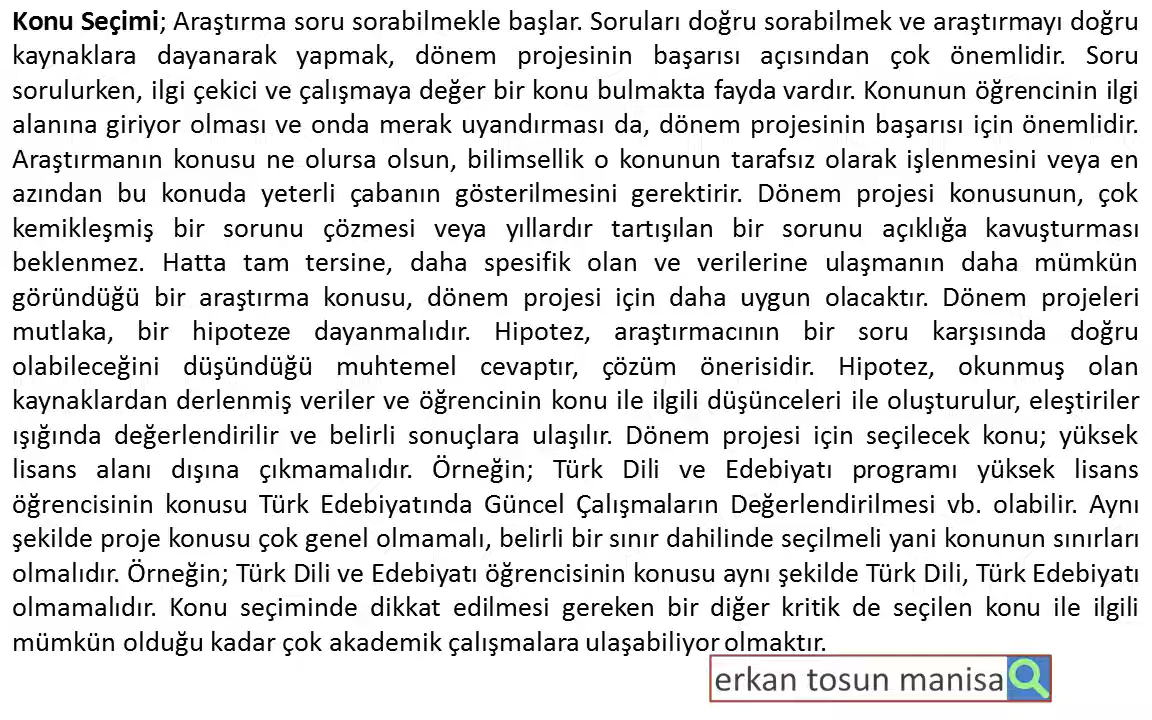 Konu Seçimi; Araştırma soru sorabilmekle başlar. Soruları doğru sorabilmek ve araştırmayı doğru
kaynaklara dayanarak yapmak, dönem projesinin başarısı açısından çok önemlidir. Soru
sorulurken, ilgi çekici ve çalışmaya değer bir konu bulmakta fayda vardır. Konunun öğrencinin ilgi
alanına giriyor olması ve onda merak uyandırması da, dönem projesinin başarısı için önemlidir.
Araştırmanın konusu ne olursa olsun, bilimsellik o konunun tarafsız olarak işlenmesini veya en
azından bu konuda yeterli çabanın gösterilmesini gerektirir. Dönem projesi konusunun, çok
kemikleşmiş bir sorunu çözmesi veya yıllardır tartışılan bir sorunu açıklığa kavuşturması
beklenmez. Hatta tam tersine, daha spesifik olan ve verilerine ulaşmanın daha mümkün
göründüğü bir araştırma konusu, dönem projesi için daha uygun olacaktır. Dönem projeleri
mutlaka, bir hipoteze dayanmalıdır. Hipotez, araştırmacının bir soru karşısında doğru
olabileceğini düşündüğü muhtemel cevaptır, çözüm önerisidir. Hipotez, okunmuş olan
kaynaklardan derlenmiş veriler ve öğrencinin konu ile ilgili düşünceleri ile oluşturulur, eleştiriler
ışığında değerlendirilir ve belirli sonuçlara ulaşılır. Dönem projesi için seçilecek konu; yüksek
lisans alanı dışına çıkmamalıdır. Örneğin; Türk Dili ve Edebiyatı programı yüksek lisans
öğrencisinin konusu Türk Edebiyatında Güncel Çalışmaların Değerlendirilmesi vb. olabilir. Aynı
şekilde proje konusu çok genel olmamalı, belirli bir sınır dahilinde seçilmeli yani konunun sınırları
olmalıdır. Örneğin; Türk Dili ve Edebiyatı öğrencisinin konusu aynı şekilde Türk Dili, Türk Edebiyatı
olmamalıdır. Konu seçiminde dikkat edilmesi gereken bir diğer kritik de seçilen konu ile ilgili
mümkün olduğu kadar çok akademik çalışmalara ulaşabiliyor olmaktır.
erkan tosun manisa